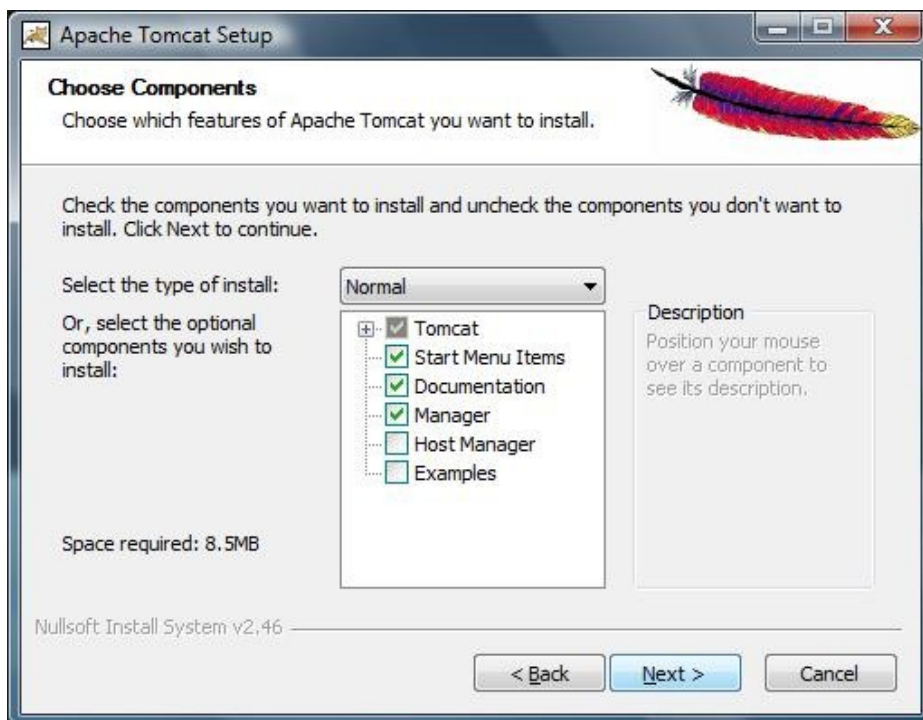 Apache Tomcat Setup
Choose Components
Choose which features of Apache Tomcat you want to install.
Check the components you want to install and uncheck the components you don't want to
install. Click Next to continue.
Select the type of install:
Normal
Or, select the optional
components you wish to
install:
Tomcat
Start Menu Items
Documentation
Manager
Host Manager
Examples
Description
Position your mouse
over a component to
see its description.
Space required: 8.5MB
Nullsoft Install System v2.46
< Back
Next >
Cancel